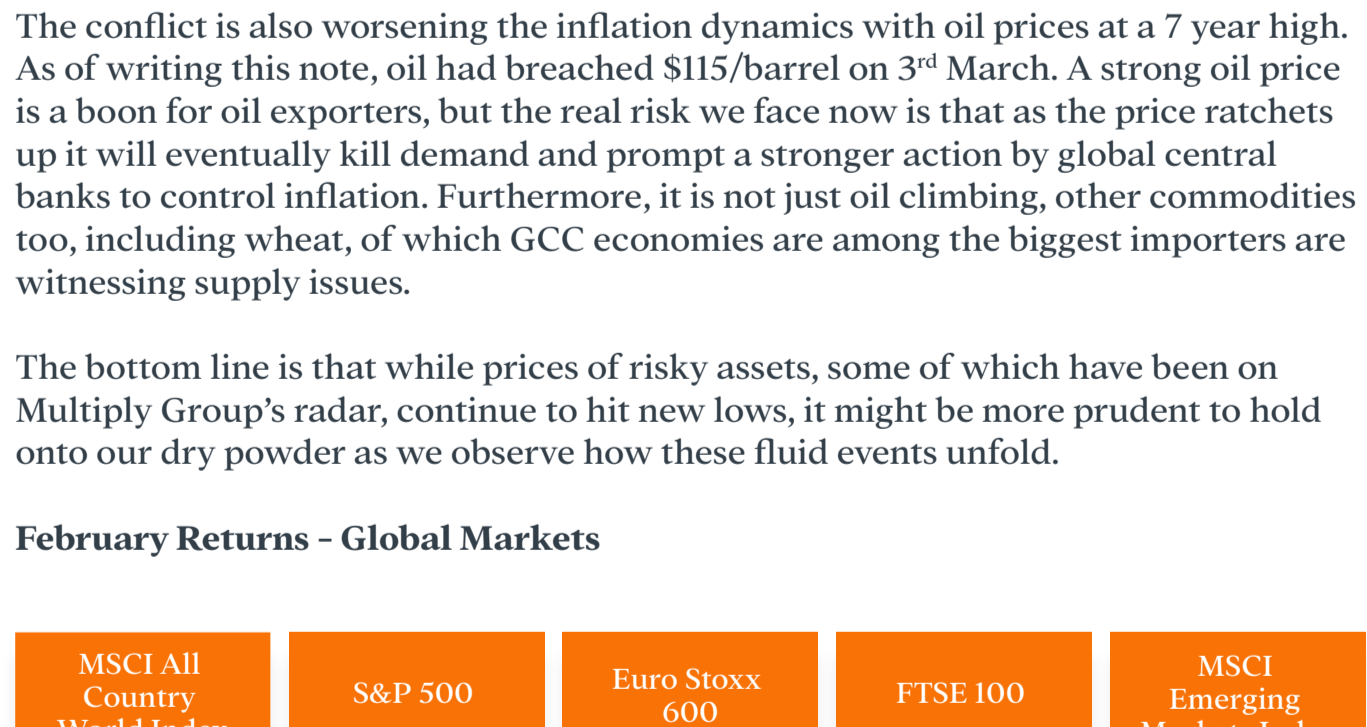 The conflict is also worsening the inflation dynamics with oil prices at a 7 year high.
As of writing this note, oil had breached $115/barrel on 3rd March. A strong oil price
is a boon for oil exporters, but the real risk we face now is that as the price ratchets
up it will eventually kill demand and prompt a stronger action by global central
banks to control inflation. Furthermore, it is not just oil climbing, other commodities
too, including wheat, of which GCC economies are among the biggest importers are
witnessing supply issues.
The bottom line is that while prices of risky assets, some of which have been on
Multiply Group’s radar, continue to hit new lows, it might be more prudent to hold
onto our dry powder as we observe how these fluid events unfold.
February Returns – Global Markets
MSCI All
Country
World Index
S&P 500
Euro Stoxx
600
FTSE 100
MSCI
Emerging